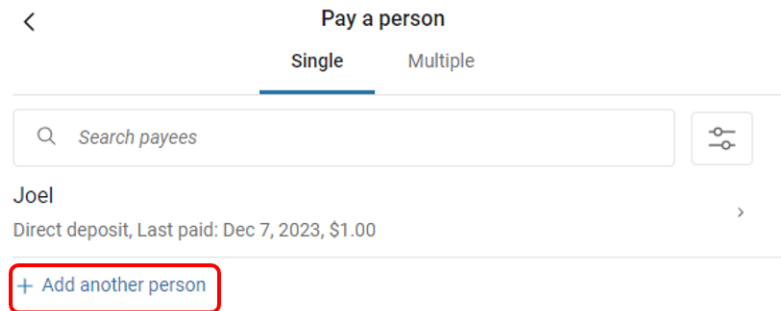 Pay a person
Single Multiple
Search payees
Joel
Direct deposit, Last paid: Dec 7, 2023, $1.00
+ Add another person